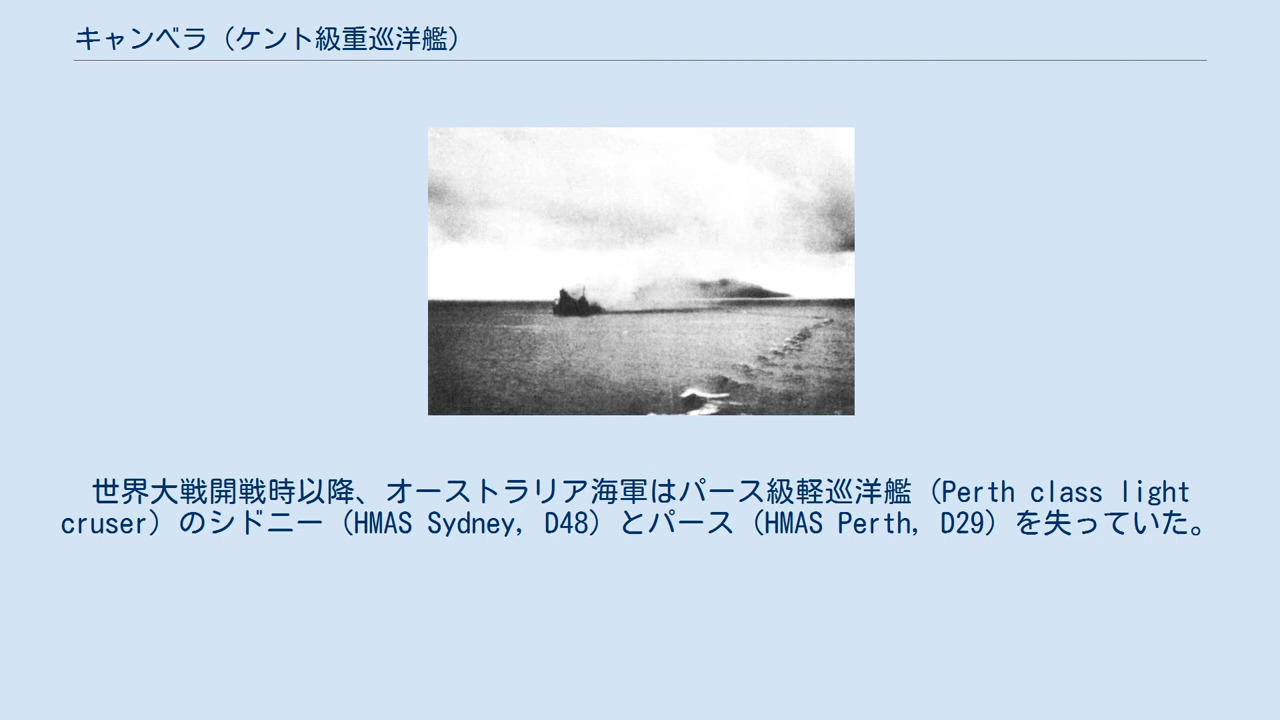 キャンベラ（ケント級重巡洋艦）
世界大戦開戦時以降、オーストラリア海軍はパース級軽巡洋艦（Perth class light
cruser）のシドニー（HMAS Sydney, D48）とパース（HMAS Perth, D29）を失っていた。